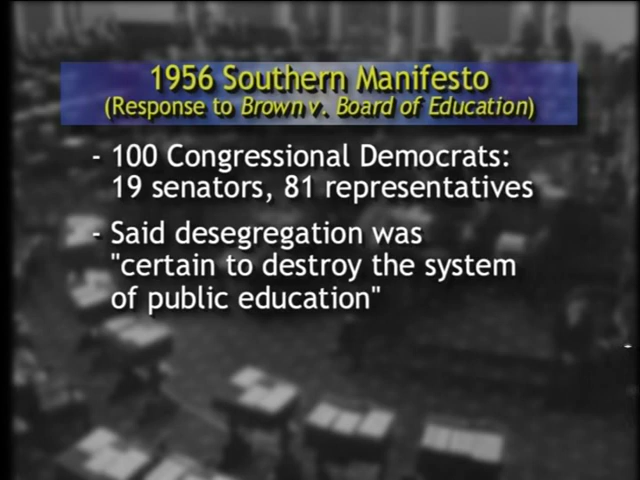 1956 Southern Manifesto
(Response to Brown v. Board of Education)
- 100 Congressional Democrats:
19 senators, 81 representatives
- Said desegregation was
"certain to destroy the system
of public education"